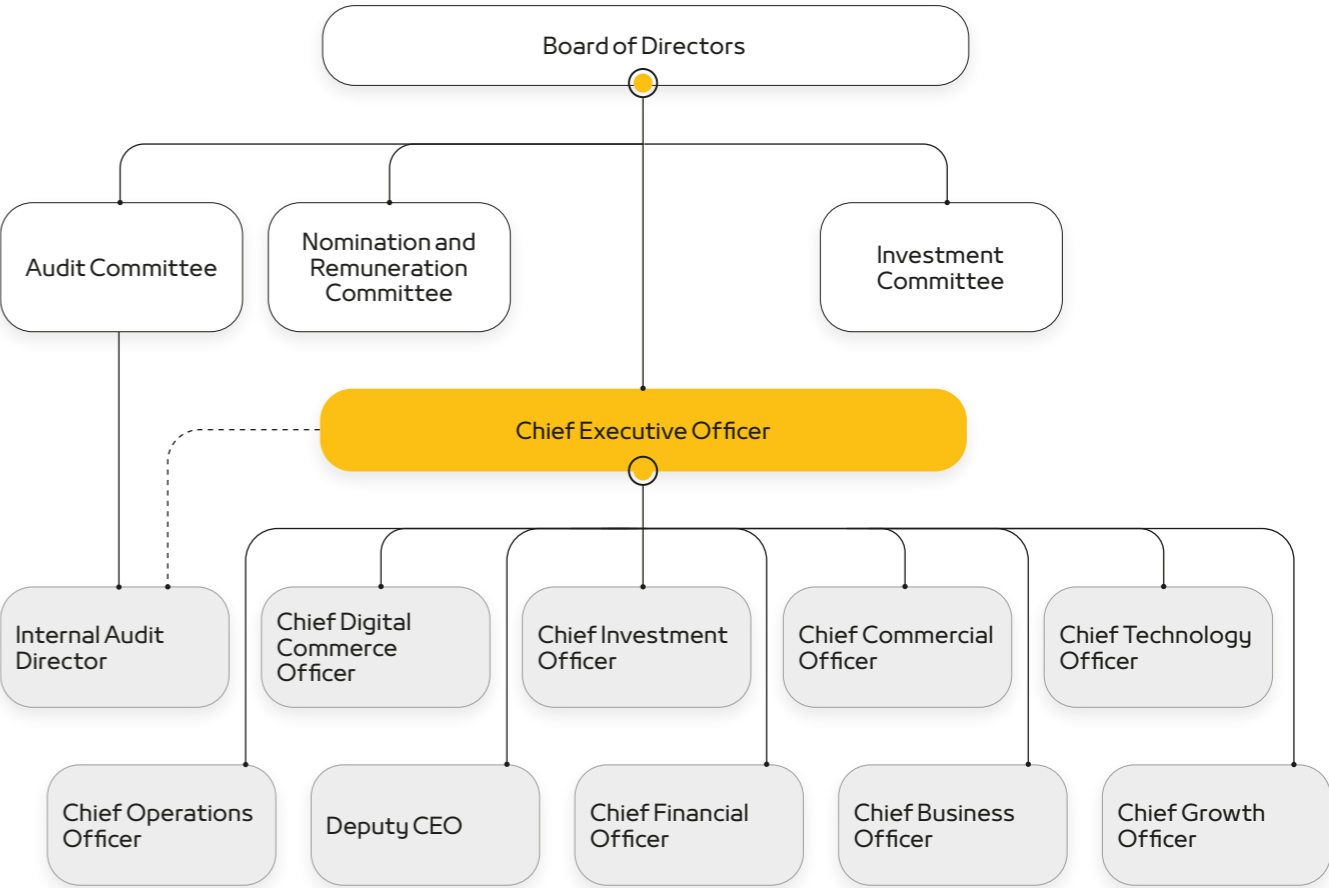 Board of Directors
Audit Committee
Nomination and
Remuneration
Committee
Investment
Committee
Chief Executive Officer
Internal Audit
Director
Chief Digital
Commerce
Officer
Chief Investment
Officer
Chief Commercial
Officer
Chief Technology
Officer
Chief Operations
Officer
Deputy CEO
Chief Financial
Officer
Chief Business
Officer
Chief Growth
Officer